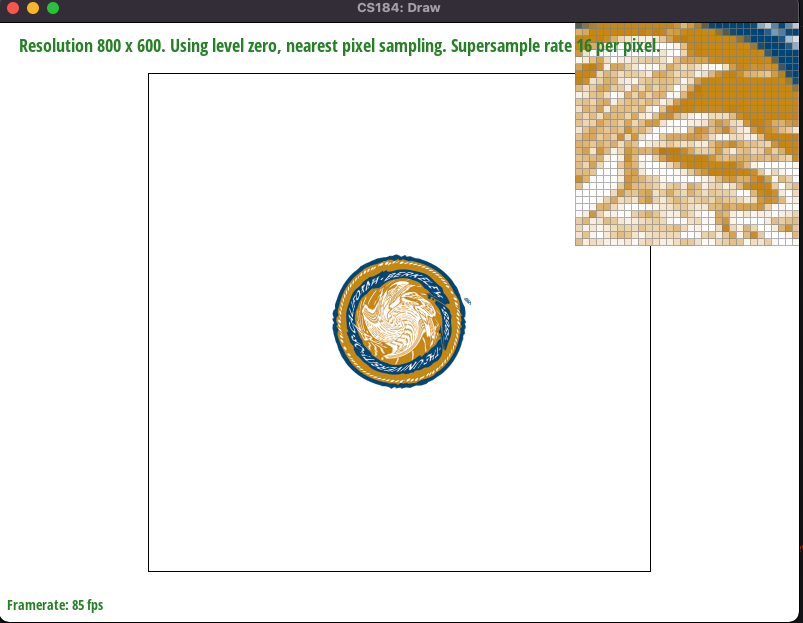 CS184: Draw
Resolution 800 x 600. Using level zero, nearest pixel sampling. Supersample rate 16 per pixel.
BERKELEY
Framerate: 85 fps